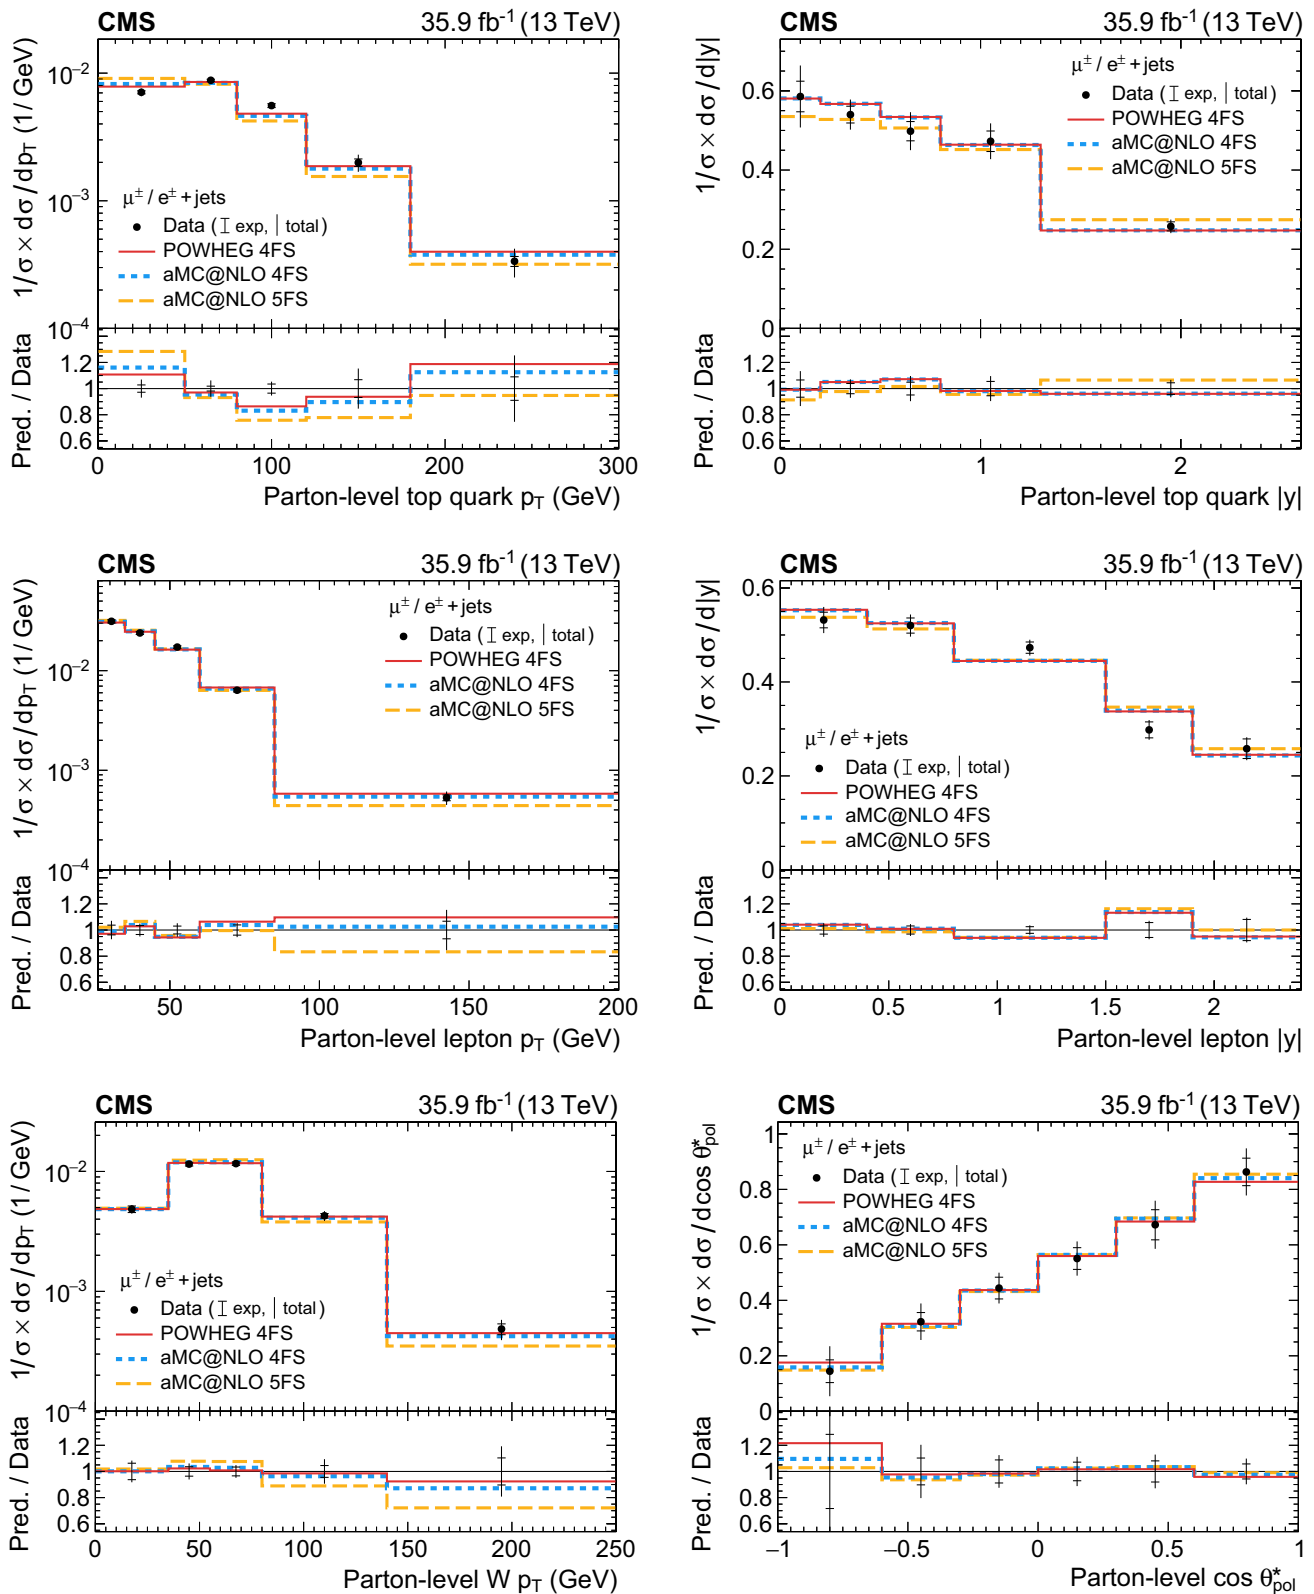 CMS 35.9 fb⁻¹ (13 TeV)
1/σ × dσ/dp_T (1/GeV)
10⁻²
10⁻³
10⁻⁴
μ± / e± + jets
Data (I exp, | total)
POWHEG 4FS
aMC@NLO 4FS
aMC@NLO 5FS
Pred. / Data
1.2
1
0.8
0.6
0 100 200 300
Parton-level top quark p_T (GeV)
CMS 35.9 fb⁻¹ (13 TeV)
1/σ × dσ/d|y|
0.6
0.4
0.2
0
μ± / e± + jets
Data (I exp, | total)
POWHEG 4FS
aMC@NLO 4FS
aMC@NLO 5FS
Pred. / Data
1.2
1
0.8
0.6
0 1 2
Parton-level top quark |y|
CMS 35.9 fb⁻¹ (13 TeV)
1/σ × dσ/dp_T (1/GeV)
10⁻²
10⁻³
10⁻⁴
μ± / e± + jets
Data (I exp, | total)
POWHEG 4FS
aMC@NLO 4FS
aMC@NLO 5FS
Pred. / Data
1.2
1
0.8
0.6
50 100 150 200
Parton-level lepton p_T (GeV)
CMS 35.9 fb⁻¹ (13 TeV)
1/σ × dσ/d|y|
0.6
0.4
0.2
0
μ± / e± + jets
Data (I exp, | total)
POWHEG 4FS
aMC@NLO 4FS
aMC@NLO 5FS
Pred. / Data
1.2
1
0.8
0.6
0 0.5 1 1.5 2
Parton-level lepton |y|
CMS 35.9 fb⁻¹ (13 TeV)
1/σ × dσ/dp_T (1/GeV)
10⁻²
10⁻³
10⁻⁴
μ± / e± + jets
Data (I exp, | total)
POWHEG 4FS
aMC@NLO 4FS
aMC@NLO 5FS
Pred. / Data
1.2
1
0.8
0.6
0 50 100 150 200 250
Parton-level W p_T (GeV)
CMS 35.9 fb⁻¹ (13 TeV)
1/σ × dσ/dcos θ*_pol
1
0.8
0.6
0.4
0.2
0
μ± / e± + jets
Data (I exp, | total)
POWHEG 4FS
aMC@NLO 4FS
aMC@NLO 5FS
Pred. / Data
1.2
1
0.8
0.6
−1 −0.5 0 0.5 1
Parton-level cos θ*_pol